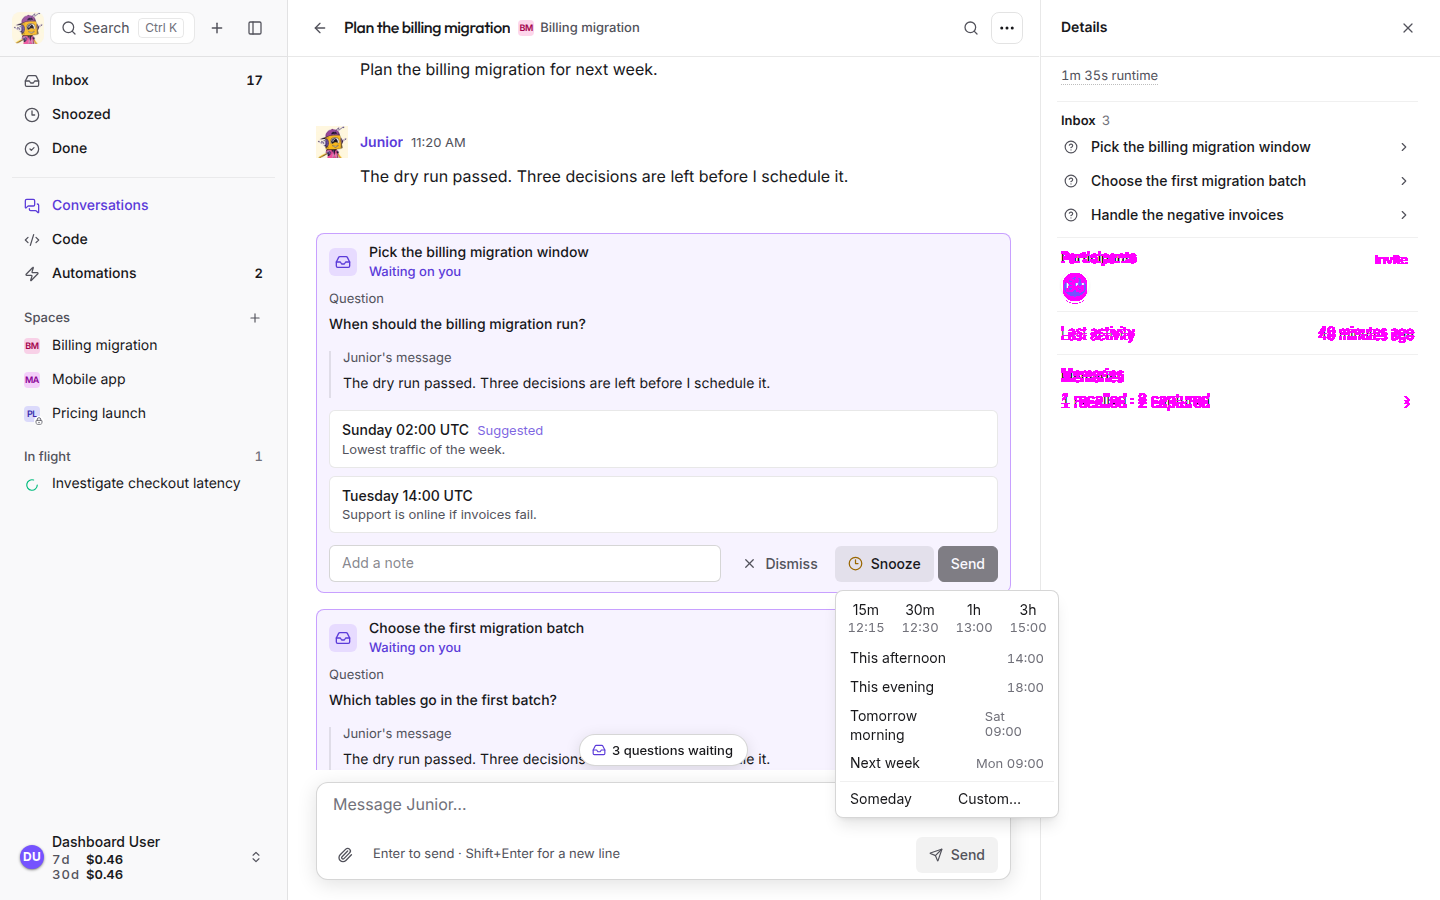 Search Ctrl K
Inbox 17
Snoozed
Done
Conversations
Code
Automations 2
Spaces
BM Billing migration
MA Mobile app
PL Pricing launch
In flight 1
Investigate checkout latency
DU Dashboard User
7d $0.46
30d $0.46
Plan the billing migration BM Billing migration
Plan the billing migration for next week.
Junior 11:20 AM
The dry run passed. Three decisions are left before I schedule it.
Pick the billing migration window
Waiting on you
Question
When should the billing migration run?
Junior's message
The dry run passed. Three decisions are left before I schedule it.
Sunday 02:00 UTC Suggested
Lowest traffic of the week.
Tuesday 14:00 UTC
Support is online if invoices fail.
Add a note
Dismiss
Snooze
Send
15m 30m 1h 3h
12:15 12:30 13:00 15:00
This afternoon 14:00
This evening 18:00
Tomorrow morning Sat 09:00
Next week Mon 09:00
Someday Custom...
Choose the first migration batch
Waiting on you
Question
Which tables go in the first batch?
Junior's message
The dry run passed. Three decisions
3 questions waiting
Message Junior...
Enter to send · Shift+Enter for a new line
Send
Details
1m 35s runtime
Inbox 3
Pick the billing migration window
Choose the first migration batch
Handle the negative invoices
Participants Invite
Last activity
Memories